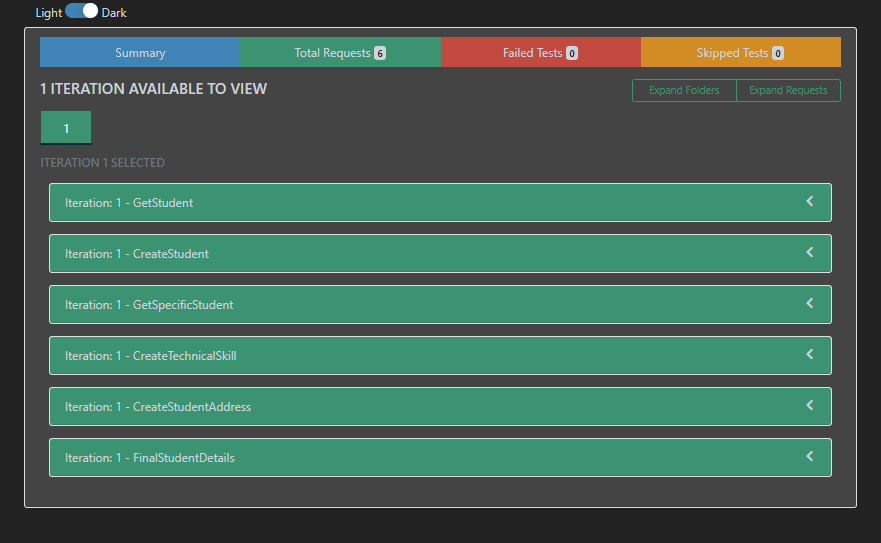 Light Dark
Summary Total Requests 6 Failed Tests 0 Skipped Tests 0
1 ITERATION AVAILABLE TO VIEW Expand Folders Expand Requests
1
ITERATION 1 SELECTED
Iteration: 1 - GetStudent
Iteration: 1 - CreateStudent
Iteration: 1 - GetSpecificStudent
Iteration: 1 - CreateTechnicalSkill
Iteration: 1 - CreateStudentAddress
Iteration: 1 - FinalStudentDetails